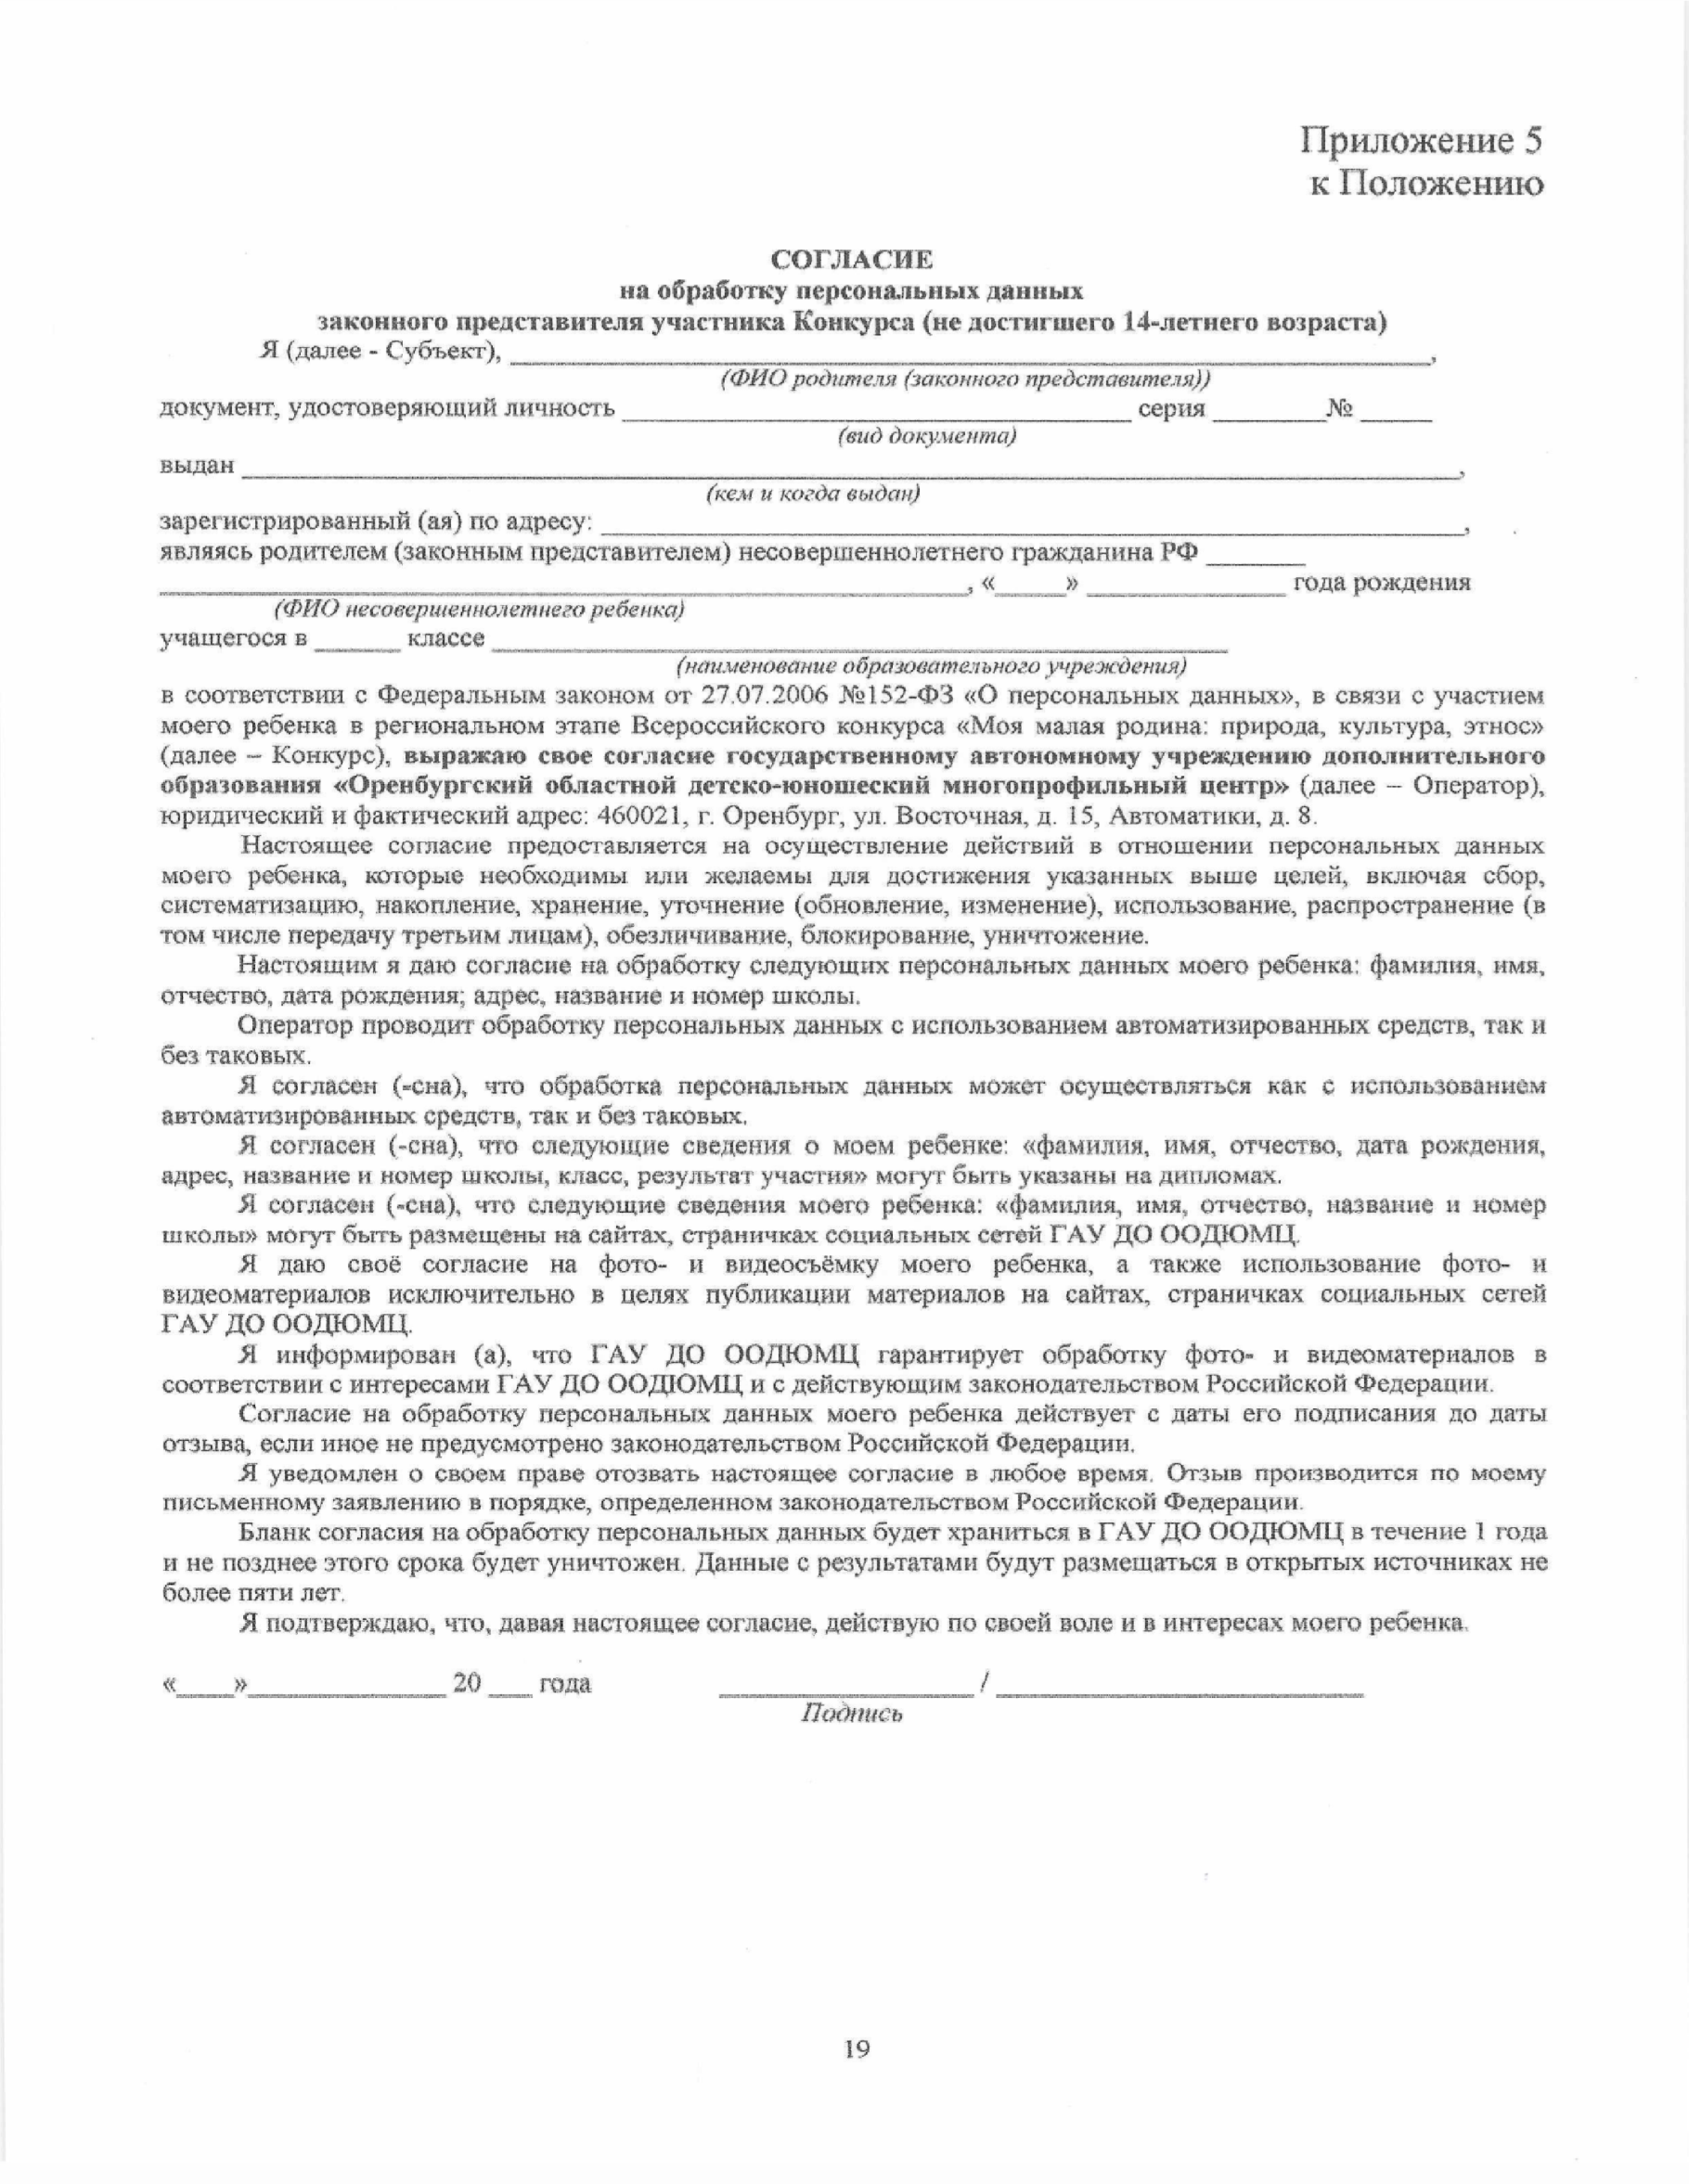 Приложение 5
к Положению
СОГЛАСИЕ
на обработку персональных данных
законного представителя участника Конкурса (не достигшего 14-летнего возраста)
Я (далее - Субъект), ________________________________________________,
(ФИО родителя (законного представителя))
документ, удостоверяющий личность ______________________________ серия _______№ _____
(вид документа)
выдан ________________________________________________________________,
(кем и когда выдан)
зарегистрированный (ая) по адресу: ______________________________________________,
являясь родителем (законным представителем) несовершеннолетнего гражданина РФ _______
______________________________________________, «_____» ______________ года рождения
(ФИО несовершеннолетнего ребенка)
учащегося в ______ классе ______________________________________________
(наименование образовательного учреждения)
в соответствии с Федеральным законом от 27.07.2006 №152-ФЗ «О персональных данных», в связи с участием
моего ребенка в региональном этапе Всероссийского конкурса «Моя малая родина: природа, культура, этнос»
(далее – Конкурс), выражаю свое согласие государственному автономному учреждению дополнительного
образования «Оренбургский областной детско-юношеский многопрофильный центр» (далее – Оператор),
юридический и фактический адрес: 460021, г. Оренбург, ул. Восточная, д. 15, Автоматики, д. 8.
Настоящее согласие предоставляется на осуществление действий в отношении персональных данных
моего ребенка, которые необходимы или желаемы для достижения указанных выше целей, включая сбор,
систематизацию, накопление, хранение, уточнение (обновление, изменение), использование, распространение (в
том числе передачу третьим лицам), обезличивание, блокирование, уничтожение.
Настоящим я даю согласие на обработку следующих персональных данных моего ребенка: фамилия, имя,
отчество, дата рождения; адрес, название и номер школы.
Оператор проводит обработку персональных данных с использованием автоматизированных средств, так и
без таковых.
Я согласен (-сна), что обработка персональных данных может осуществляться как с использованием
автоматизированных средств, так и без таковых.
Я согласен (-сна), что следующие сведения о моем ребенке: «фамилия, имя, отчество, дата рождения,
адрес, название и номер школы, класс, результат участия» могут быть указаны на дипломах.
Я согласен (-сна), что следующие сведения моего ребенка: «фамилия, имя, отчество, название и номер
школы» могут быть размещены на сайтах, страничках социальных сетей ГАУ ДО ООДЮМЦ.
Я даю своё согласие на фото- и видеосъёмку моего ребенка, а также использование фото- и
видеоматериалов исключительно в целях публикации материалов на сайтах, страничках социальных сетей
ГАУ ДО ООДЮМЦ.
Я информирован (а), что ГАУ ДО ООДЮМЦ гарантирует обработку фото- и видеоматериалов в
соответствии с интересами ГАУ ДО ООДЮМЦ и с действующим законодательством Российской Федерации.
Согласие на обработку персональных данных моего ребенка действует с даты его подписания до даты
отзыва, если иное не предусмотрено законодательством Российской Федерации.
Я уведомлен о своем праве отозвать настоящее согласие в любое время. Отзыв производится по моему
письменному заявлению в порядке, определенном законодательством Российской Федерации.
Бланк согласия на обработку персональных данных будет храниться в ГАУ ДО ООДЮМЦ в течение 1 года
и не позднее этого срока будет уничтожен. Данные с результатами будут размещаться в открытых источниках не
более пяти лет.
Я подтверждаю, что, давая настоящее согласие, действую по своей воле и в интересах моего ребенка.
«____»______________ 20 ___ года __________________ / __________________________
Подпись
19